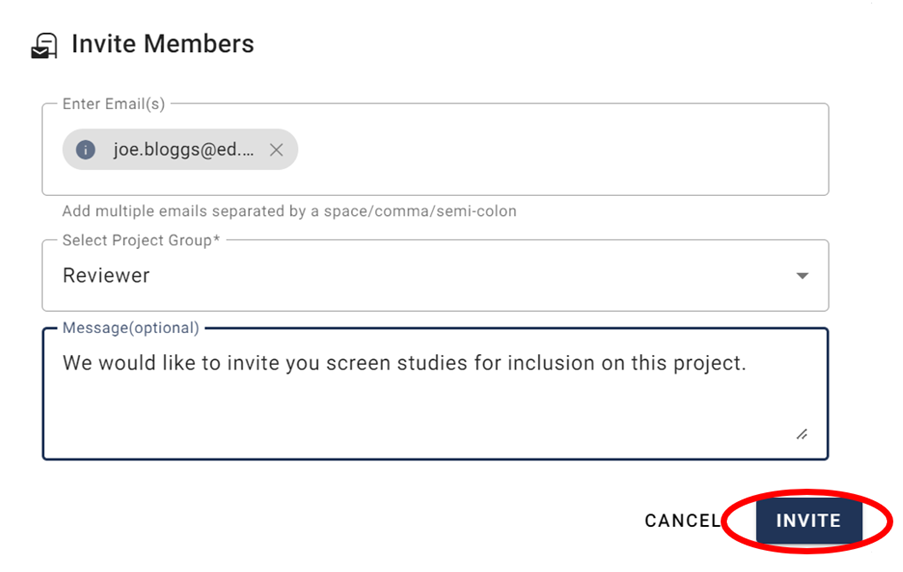 Invite Members
Enter Email(s)
joe.bloggs@ed....
Add multiple emails separated by a space/comma/semi-colon
Select Project Group*
Reviewer
Message(optional)
We would like to invite you screen studies for inclusion on this project.
CANCEL INVITE